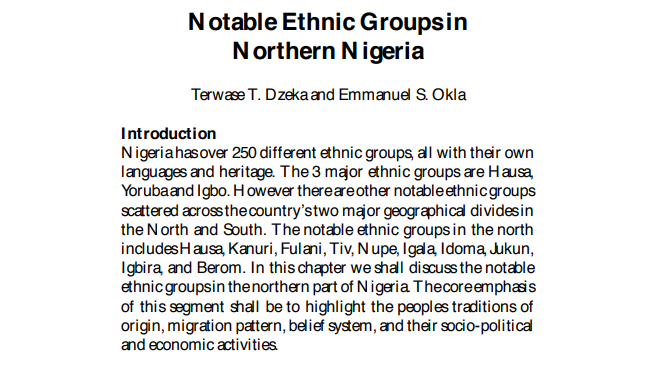 Notable Ethnic Groups in
Northern Nigeria
Terwase T. Dzeka and Emmanuel S. Okla
Introduction
Nigeria has over 250 different ethnic groups, all with their own
languages and heritage. The 3 major ethnic groups are Hausa,
Yoruba and Igbo. However there are other notable ethnic groups
scattered across the country's two major geographical divides in
the North and South. The notable ethnic groups in the north
includes Hausa, Kanuri, Fulani, Tiv, Nupe, Igala, Idoma, Jukun,
Igbira, and Berom. In this chapter we shall discuss the notable
ethnic groups in the northern part of Nigeria. The core emphasis
of this segment shall be to highlight the peoples traditions of
origin, migration pattern, belief system, and their socio-political
and economic activities.